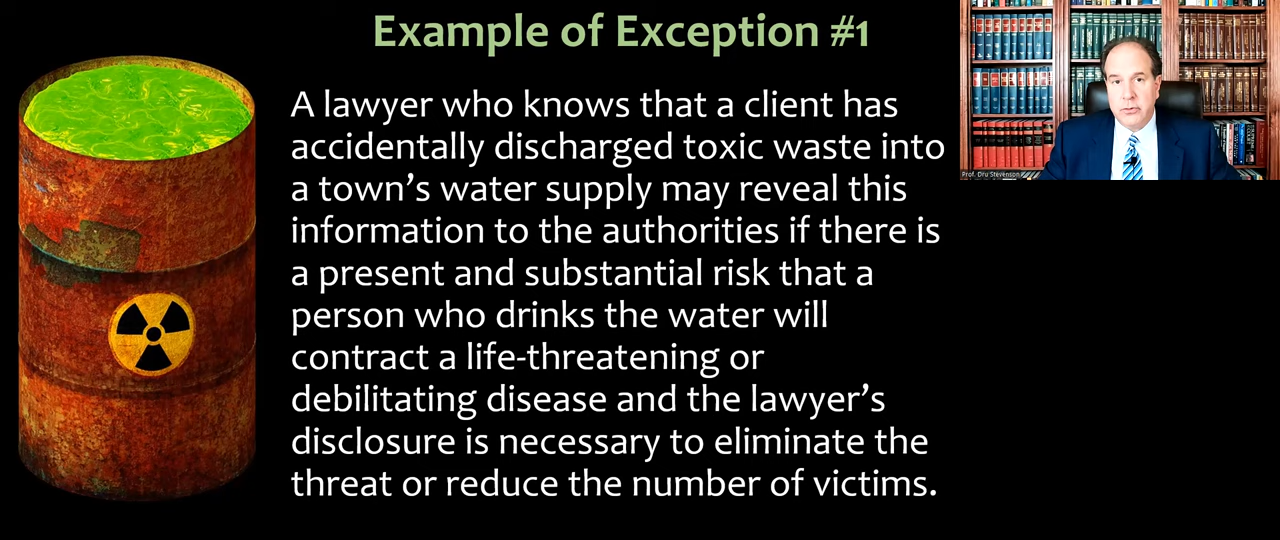 Example of Exception #1
A lawyer who knows that a client has
accidentally discharged toxic waste into
a town’s water supply may reveal this
information to the authorities if there is
a present and substantial risk that a
person who drinks the water will
contract a life-threatening or
debilitating disease and the lawyer’s
disclosure is necessary to eliminate the
threat or reduce the number of victims.
Prof. Dru Stevenson